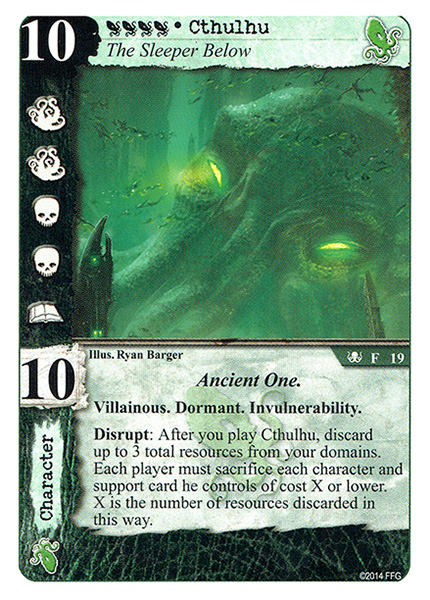 10
• Cthulhu
The Sleeper Below
Illus. Ryan Barger
F 19
10
Ancient One.
Villainous. Dormant. Invulnerability.
Disrupt: After you play Cthulhu, discard
up to 3 total resources from your domains.
Each player must sacrifice each character and
support card he controls of cost X or lower.
X is the number of resources discarded in
this way.
Character
©2014 FFG